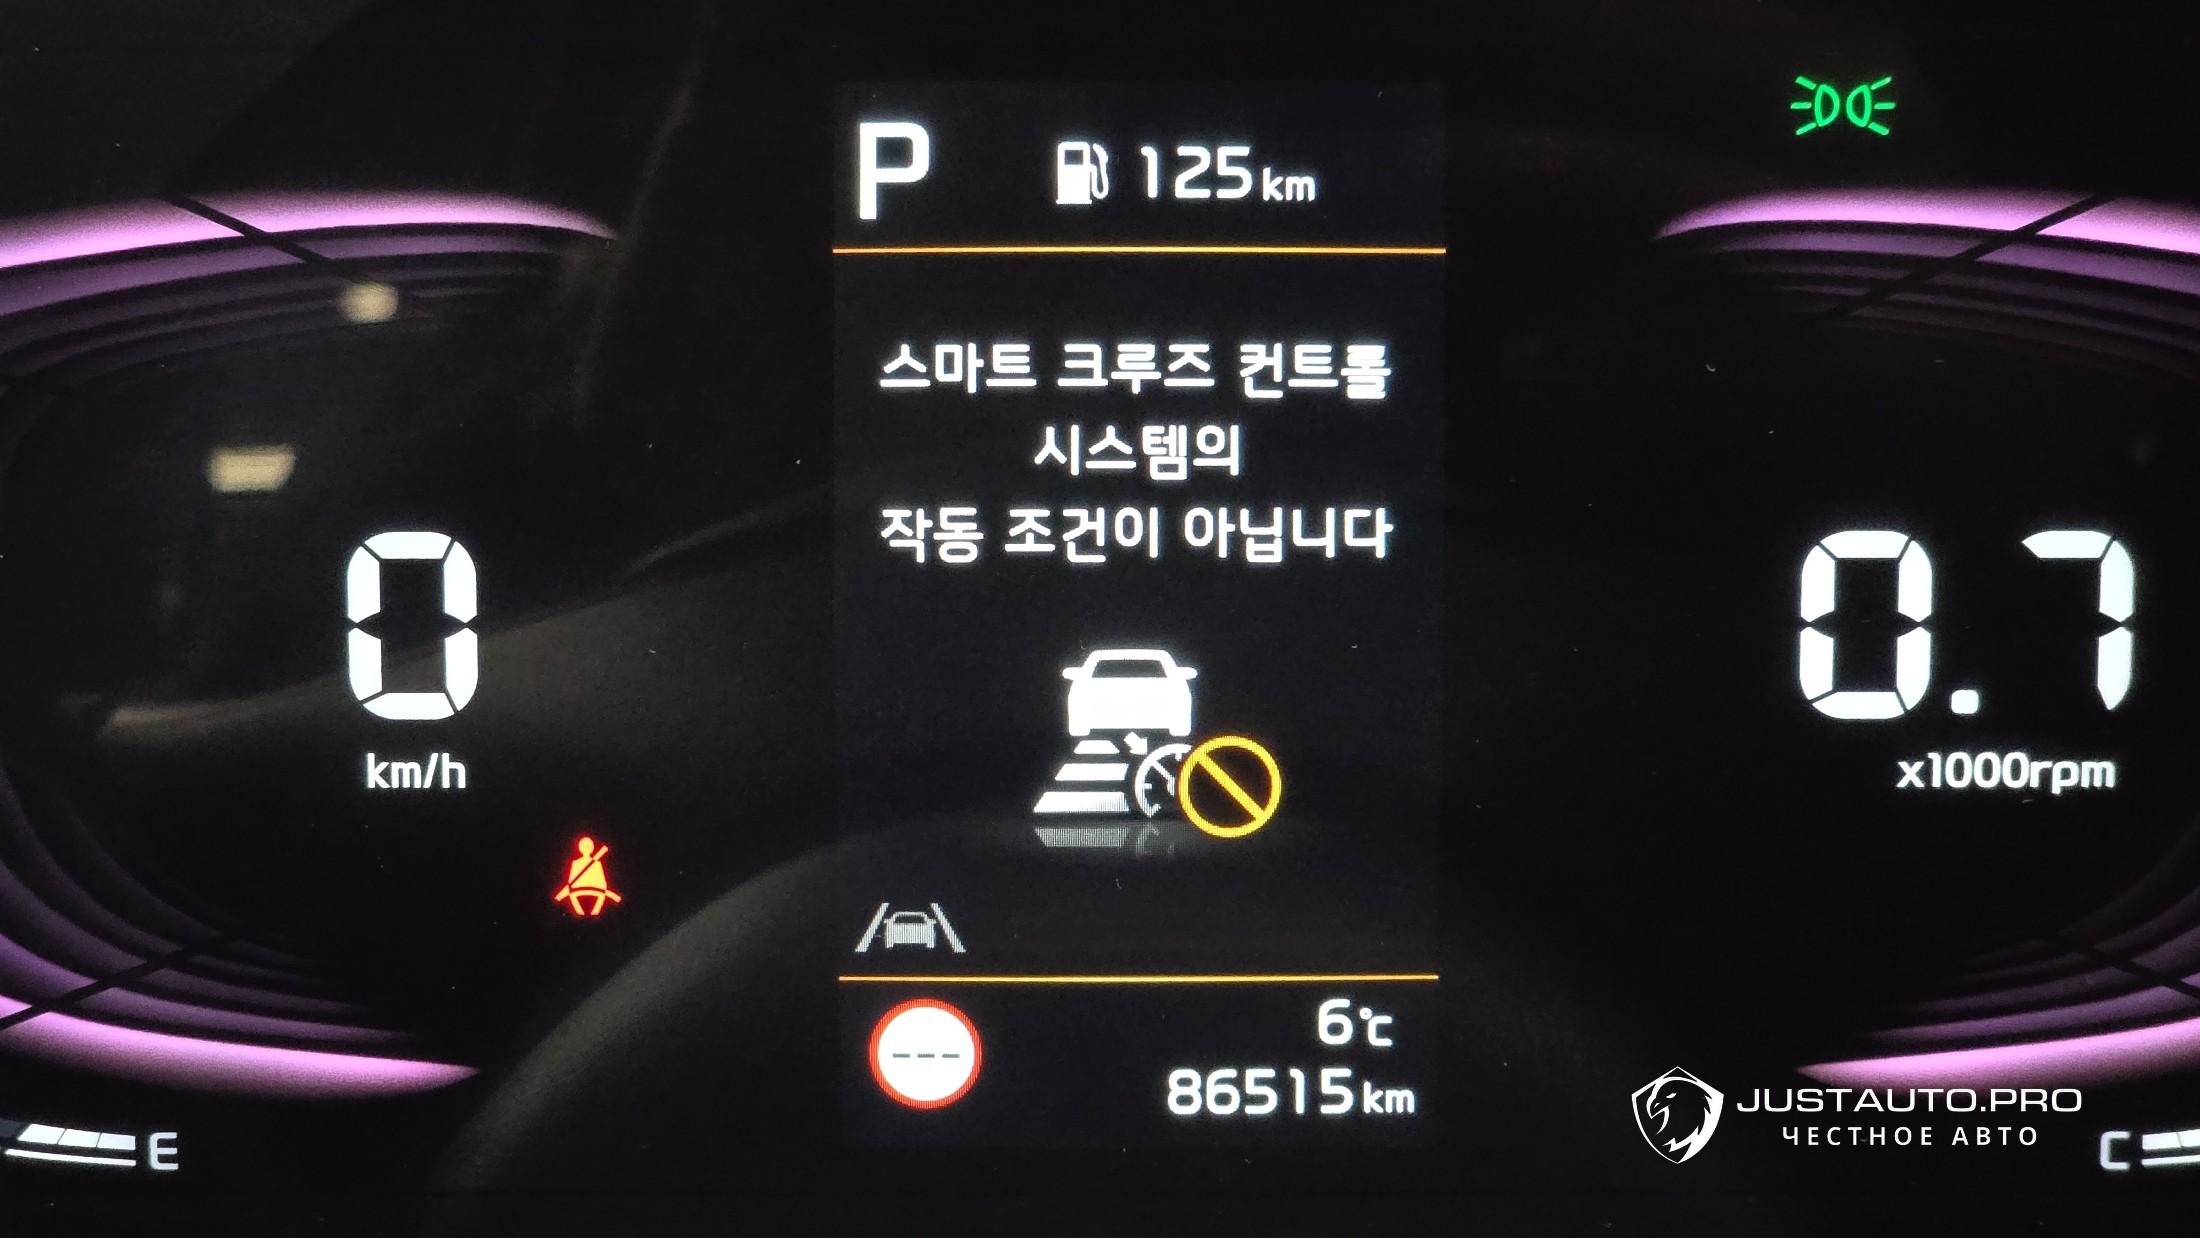 P
125km
스마트 크루즈 컨트롤
시스템의
작동 조건이 아닙니다
0
km/h
0.7
x1000rpm
---
6℃
86515km
E
C
JUSTAUTO.PRO
ЧЕСТНОЕ АВТО